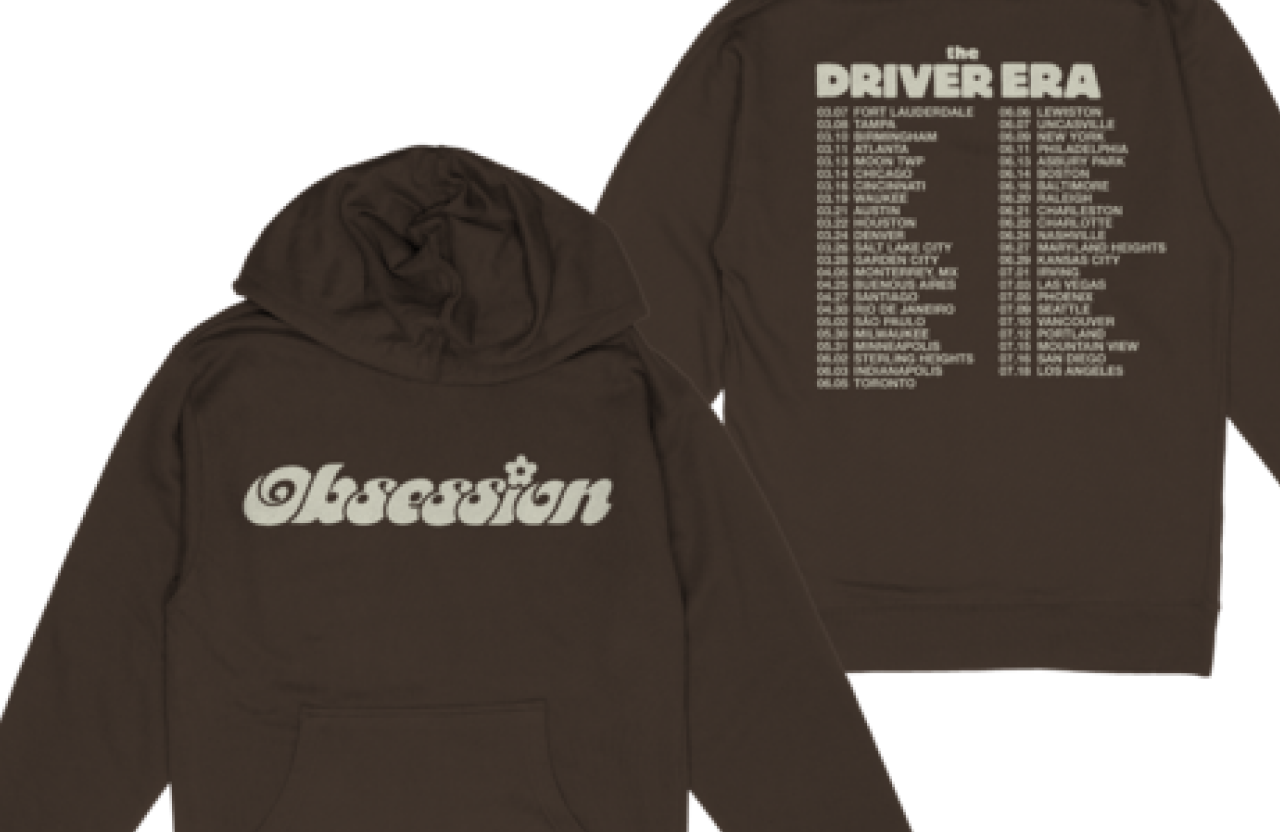 Obsession
the
DRIVER ERA
03.07 FORT LAUDERDALE
03.08 TAMPA
03.10 BIRMINGHAM
03.11 ATLANTA
03.13 MOON TWP
03.14 CHICAGO
03.16 CINCINNATI
03.19 WAUKEE
03.21 AUSTIN
03.22 HOUSTON
03.24 DENVER
03.26 SALT LAKE CITY
03.28 GARDEN CITY
04.05 MONTERREY, MX
04.25 BUENOUS AIRES
04.27 SANTIAGO
04.30 RIO DE JANEIRO
05.02 SÃO PAULO
05.30 MILWAUKEE
05.31 MINNEAPOLIS
06.02 STERLING HEIGHTS
06.03 INDIANAPOLIS
06.05 TORONTO
06.06 LEWISTON
06.07 UNCASVILLE
06.09 NEW YORK
06.11 PHILADELPHIA
06.13 ASBURY PARK
06.14 BOSTON
06.16 BALTIMORE
06.20 RALEIGH
06.21 CHARLESTON
06.22 CHARLOTTE
06.24 NASHVILLE
06.27 MARYLAND HEIGHTS
06.29 KANSAS CITY
07.01 IRVING
07.03 LAS VEGAS
07.05 PHOENIX
07.09 SEATTLE
07.10 VANCOUVER
07.12 PORTLAND
07.13 MOUNTAIN VIEW
07.16 SAN DIEGO
07.18 LOS ANGELES